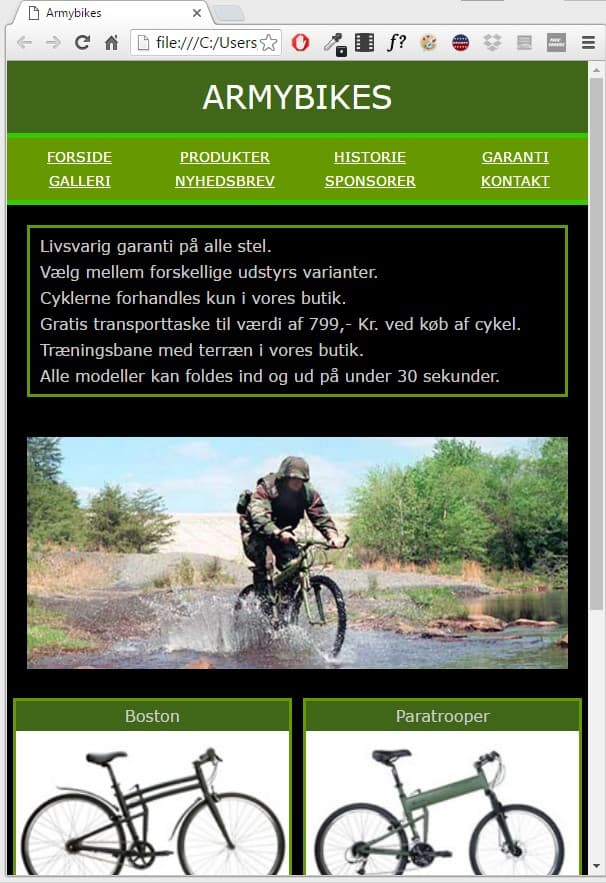 Armybikes
file:///C:/Users
f?
ARMYBIKES
FORSIDE PRODUKTER HISTORIE GARANTI
GALLERI NYHEDSBREV SPONSORER KONTAKT
Livsvarig garanti på alle stel.
Vælg mellem forskellige udstyrs varianter.
Cyklerne forhandles kun i vores butik.
Gratis transporttaske til værdi af 799,- Kr. ved køb af cykel.
Træningsbane med terræn i vores butik.
Alle modeller kan foldes ind og ud på under 30 sekunder.
Boston Paratrooper